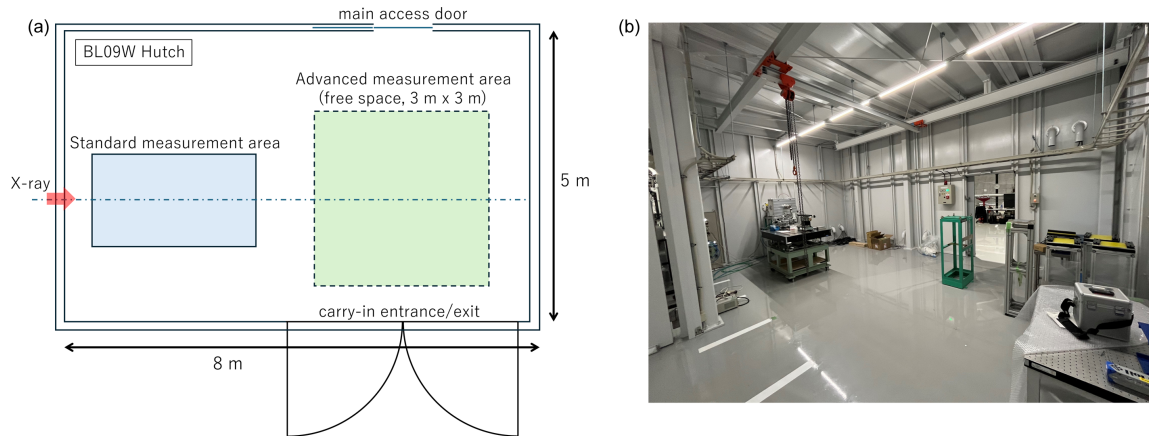 (a)
main access door
BL09W Hutch
Advanced measurement area
(free space, 3 m x 3 m)
Standard measurement area
X-ray
5 m
carry-in entrance/exit
8 m
(b)